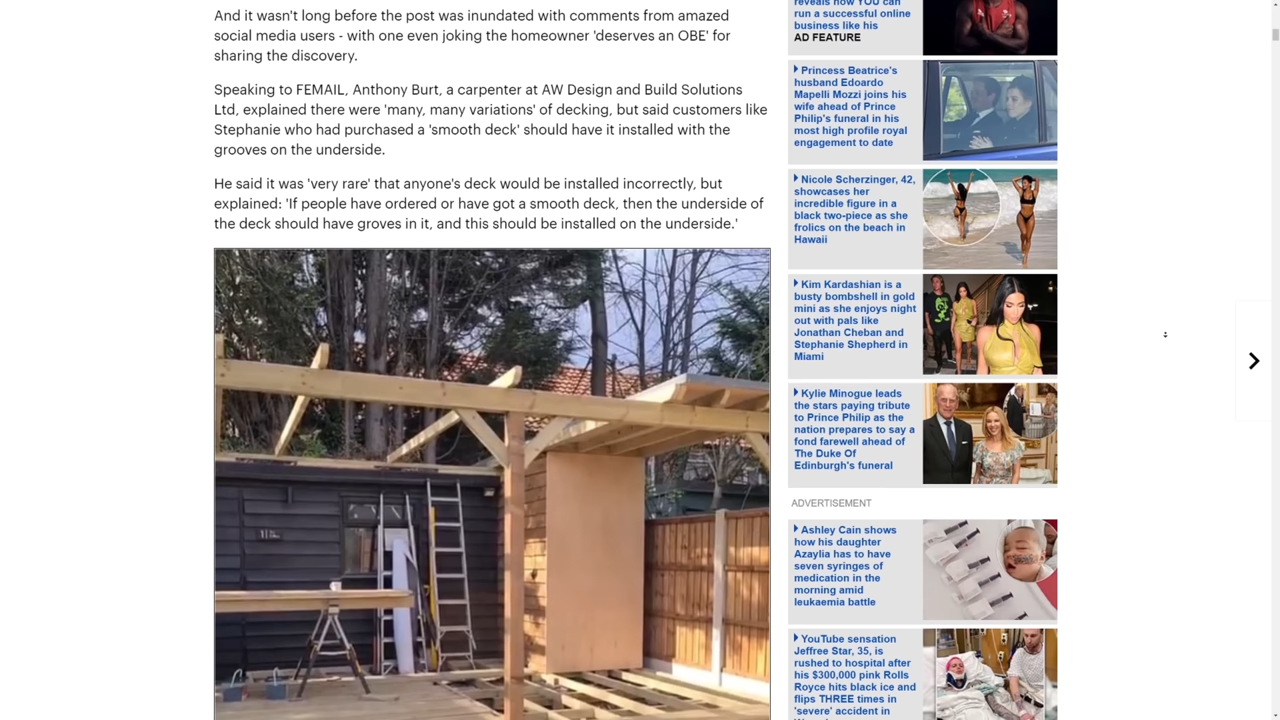 And it wasn't long before the post was inundated with comments from amazed
social media users - with one even joking the homeowner 'deserves an OBE' for
sharing the discovery.
Speaking to FEMAIL, Anthony Burt, a carpenter at AW Design and Build Solutions
Ltd, explained there were 'many, many variations' of decking, but said customers like
Stephanie who had purchased a 'smooth deck' should have it installed with the
grooves on the underside.
He said it was 'very rare' that anyone's deck would be installed incorrectly, but
explained: 'If people have ordered or have got a smooth deck, then the underside of
the deck should have groves in it, and this should be installed on the underside.'
reveals how YOU can
run a successful online
business like his
AD FEATURE
Princess Beatrice's
husband Edoardo
Mapelli Mozzi joins his
wife ahead of Prince
Philip's funeral in his
most high profile royal
engagement to date
Nicole Scherzinger, 42,
showcases her
incredible figure in a
black two-piece as she
frolics on the beach in
Hawaii
Kim Kardashian is a
busty bombshell in gold
mini as she enjoys night
out with pals like
Jonathan Cheban and
Stephanie Shepherd in
Miami
Kylie Minogue leads
the stars paying tribute
to Prince Philip as the
nation prepares to say a
fond farewell ahead of
The Duke Of
Edinburgh's funeral
ADVERTISEMENT
Ashley Cain shows
how his daughter
Azaylia has to have
seven syringes of
medication in the
morning amid
leukaemia battle
YouTube sensation
Jeffree Star, 35, is
rushed to hospital after
his $300,000 pink Rolls
Royce hits black ice and
flips THREE times in
'severe' accident in